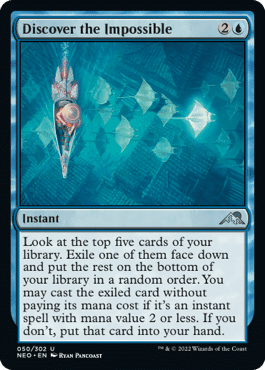 Discover the Impossible 2
Instant
Look at the top five cards of your
library. Exile one of them face down
and put the rest on the bottom of
your library in a random order. You
may cast the exiled card without
paying its mana cost if it's an instant
spell with mana value 2 or less. If you
don't, put that card into your hand.
050/302 U
NEO • EN Ryan Pancoast
™ & © 2022 Wizards of the Coast